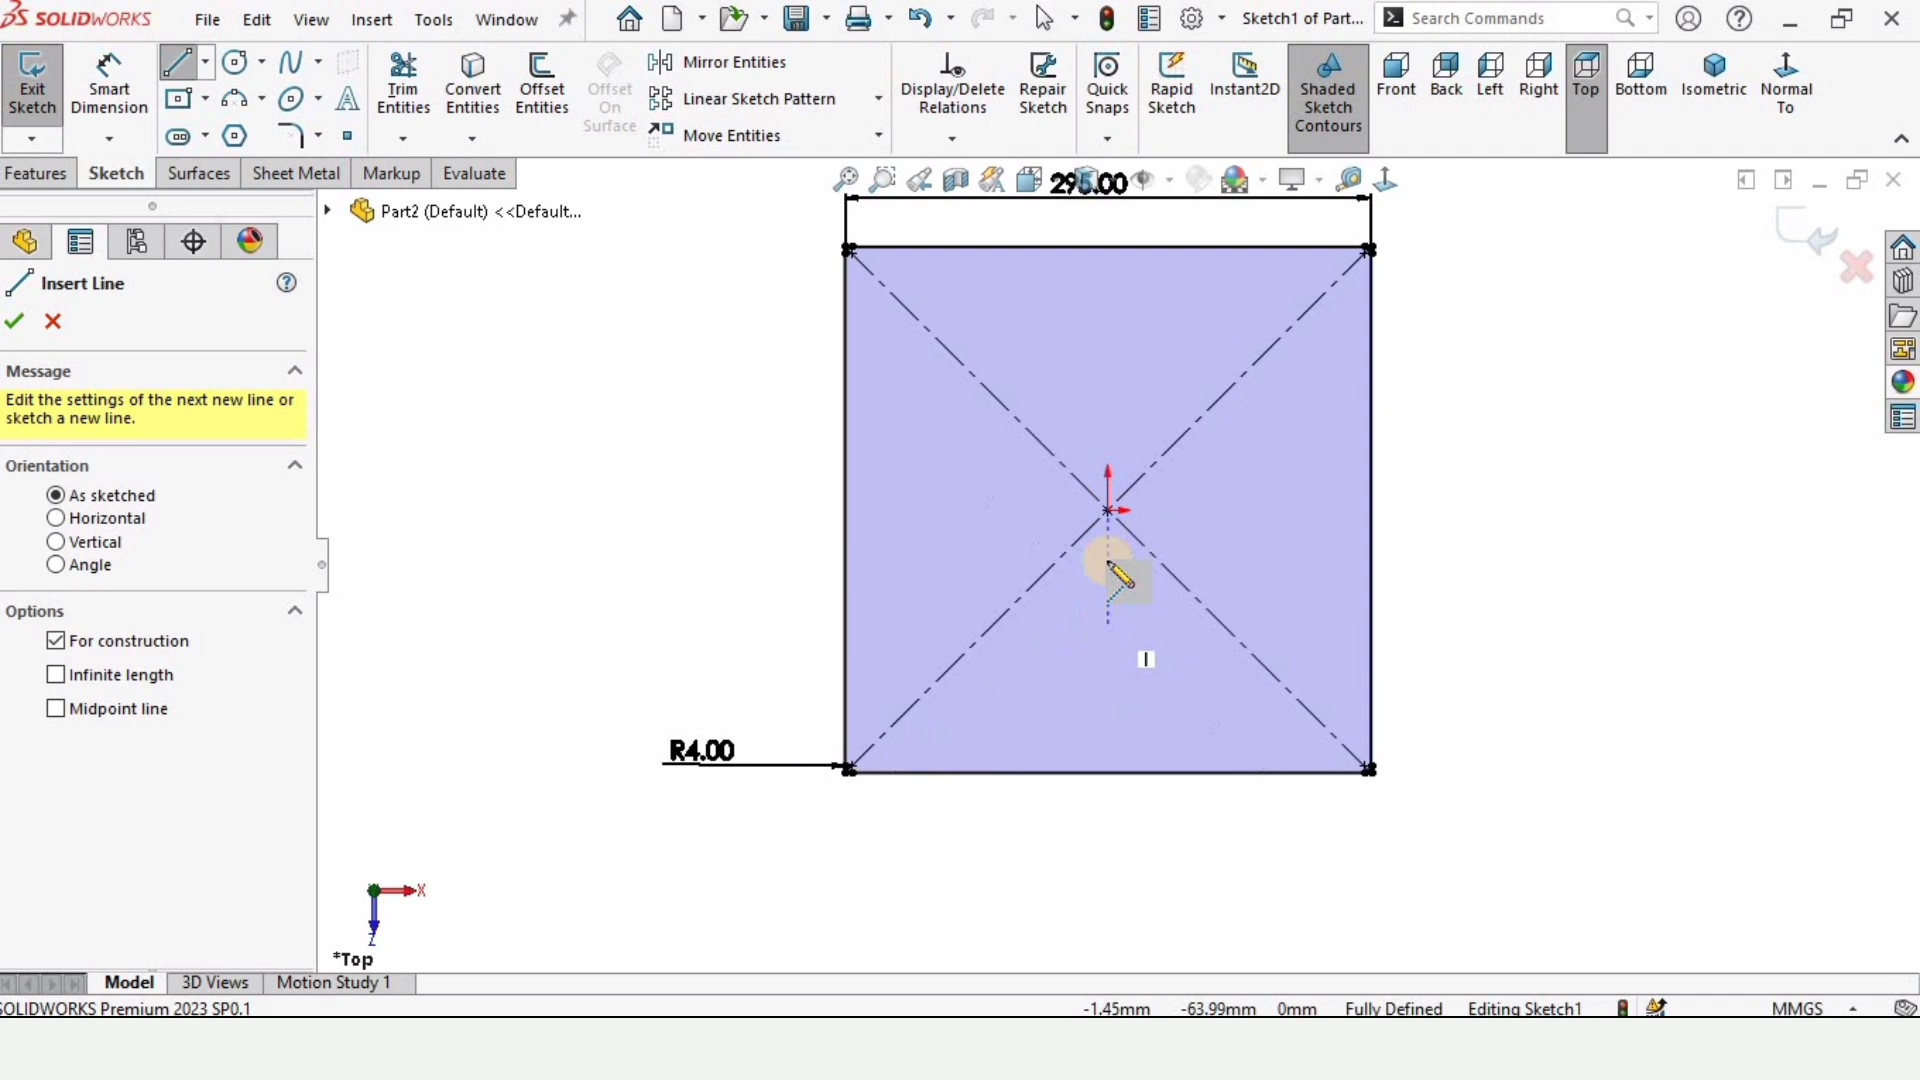 SOLIDWORKS File Edit View Insert Tools Window Sketch1 of Part... Search Commands
Exit Sketch
Smart Dimension
Trim Entities
Convert Entities
Offset Entities
Offset On Surface
Mirror Entities
Linear Sketch Pattern
Move Entities
Display/Delete Relations
Repair Sketch
Quick Snaps
Rapid Sketch
Instant2D
Shaded Sketch Contours
Front Back Left Right Top Bottom Isometric
Normal To
Features Sketch Surfaces Sheet Metal Markup Evaluate
295.00
Part2 (Default) <<Default...
Insert Line
Message
Edit the settings of the next new line or
sketch a new line.
Orientation
As sketched
Horizontal
Vertical
Angle
Options
For construction
Infinite length
Midpoint line
R4.00
X
Z
*Top
Model 3D Views Motion Study 1
SOLIDWORKS Premium 2023 SP0.1 -1.45mm -63.99mm 0mm Fully Defined Editing Sketch1 MMGS